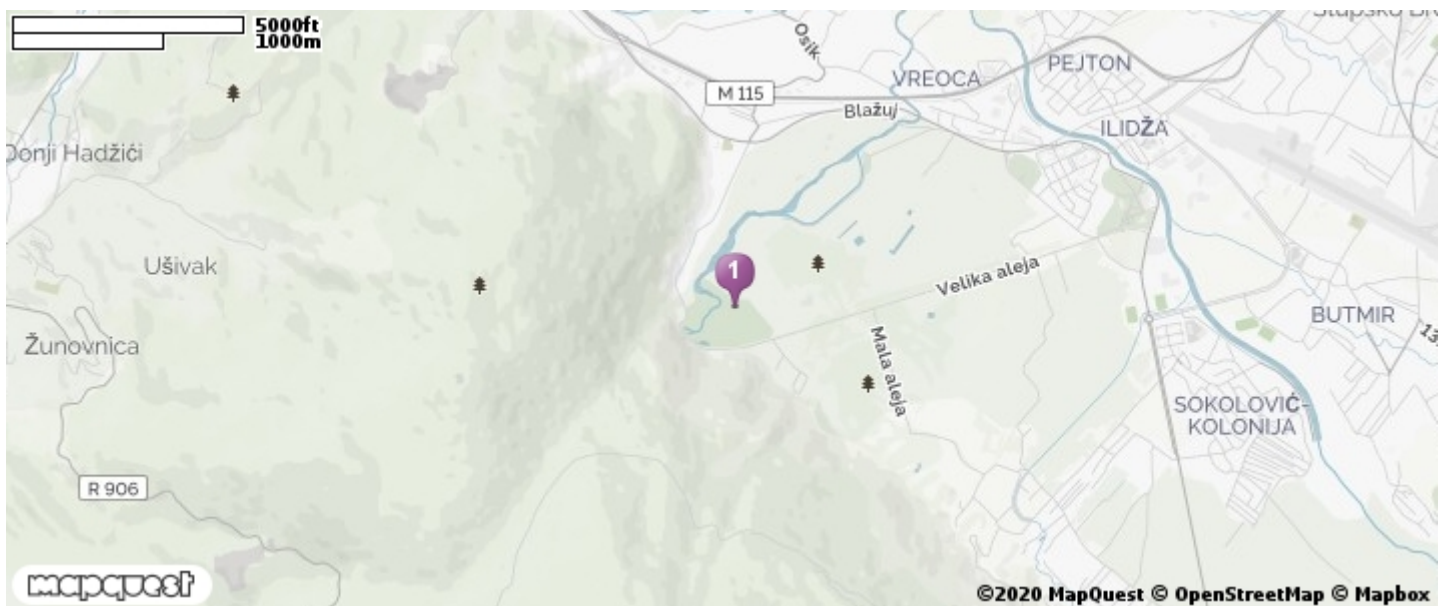 5000ft
1000m
Osik
M 115
VREOCA
PEJTON
Blažuj
ILIDŽA
Donji Hadžići
Ušivak
1
Velika aleja
BUTMIR
Žunovnica
Mala aleja
SOKOLOVIĆ-
KOLONIJA
R 906
mapquest
©2020 MapQuest © OpenStreetMap © Mapbox